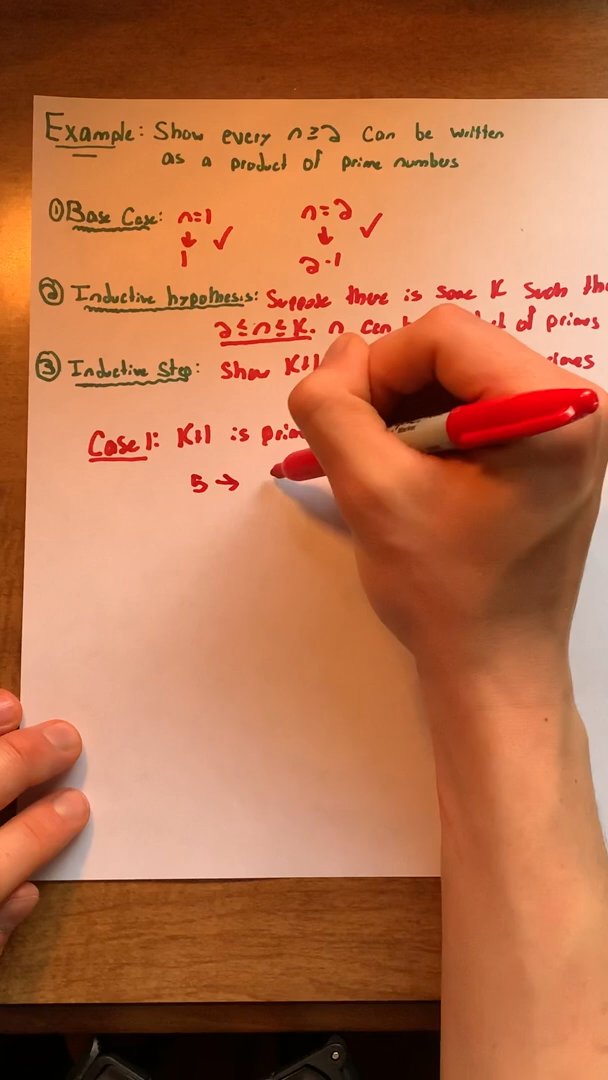 Example: Show every n≥2 can be written
as a product of prime numbers
① Base Case: n=1 n=2
↓ ✓ ↓ ✓
1 2·1
② Inductive hypothesis: Suppose there is some K such
2≤n≤K. n can of primes
③ Inductive Step: Show K+1
Case 1: K+1 is
5 →